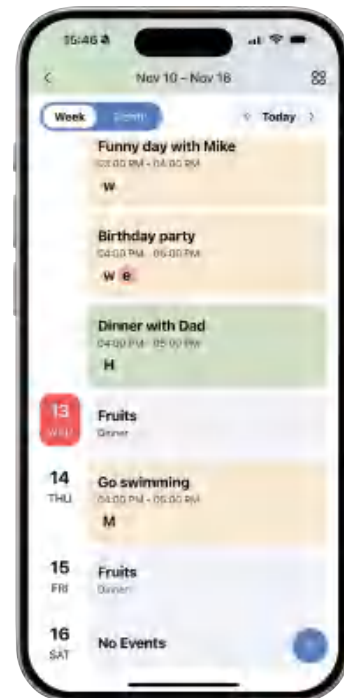 15:46
Nov 10 - Nov 16
Week Month
Today
Funny day with Mike
03:00 PM - 04:00 PM
W
Birthday party
04:00 PM - 05:00 PM
W e
Dinner with Dad
04:00 PM - 05:00 PM
H
13 Fruits
WED Dinner
14 Go swimming
THU 04:00 PM - 05:00 PM
M
15 Fruits
FRI Dinner
16 No Events
SAT